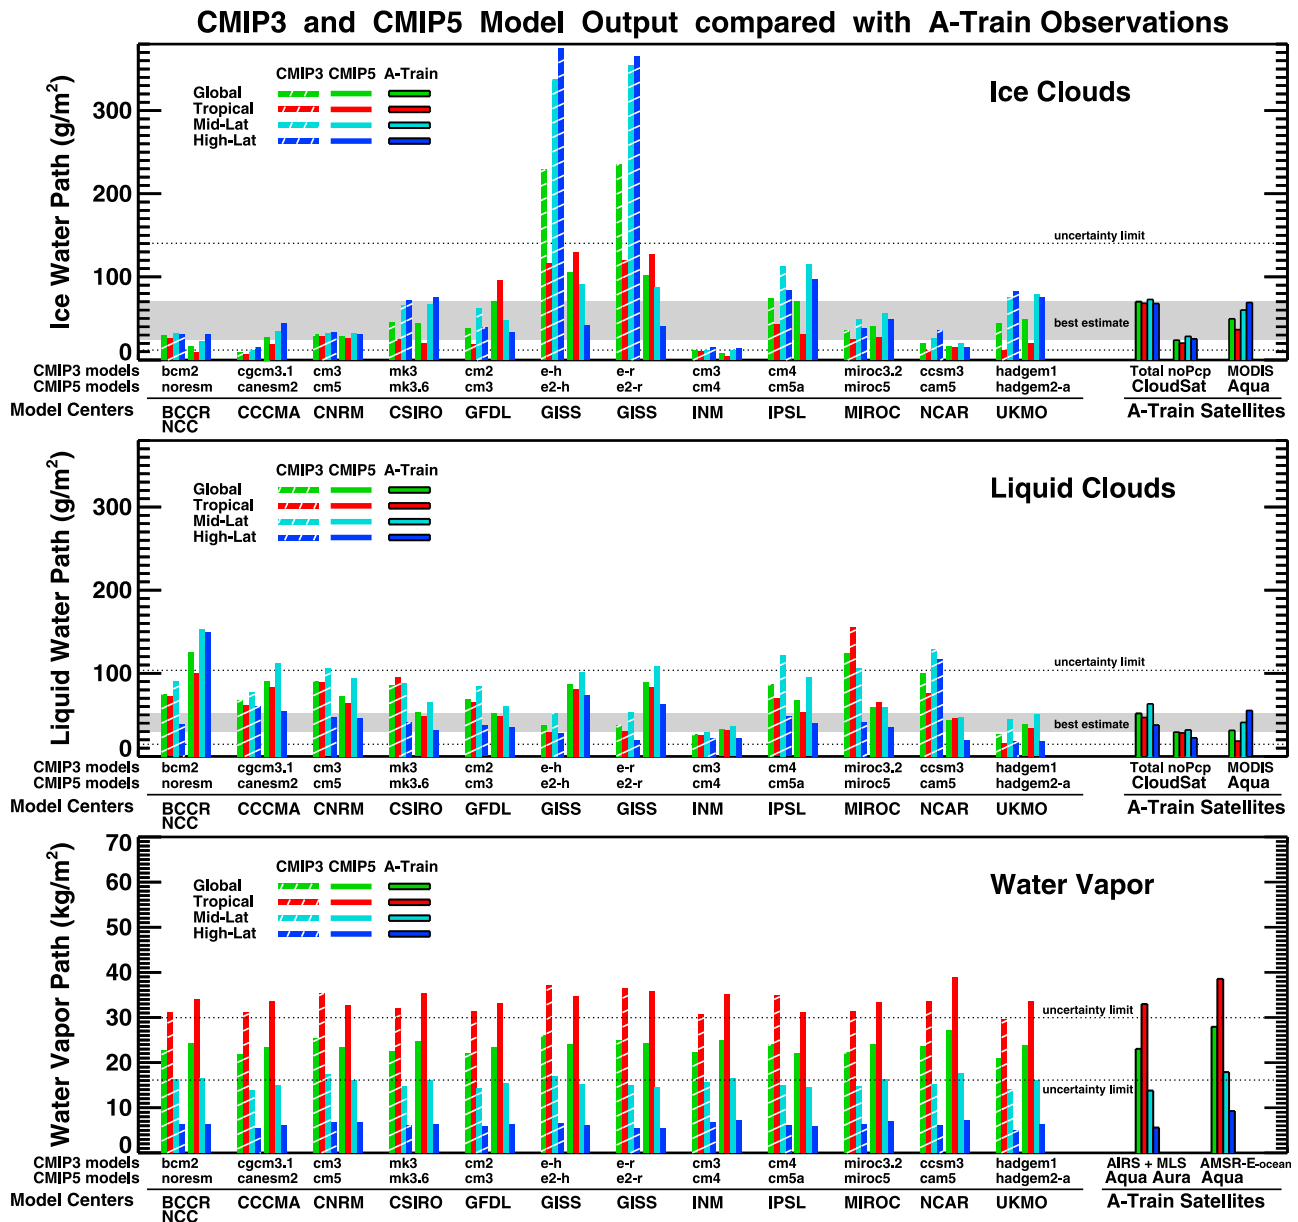 CMIP3 and CMIP5 Model Output compared with A-Train Observations
Ice Water Path (g/m²)
300
200
100
0
CMIP3 CMIP5 A-Train
Global
Tropical
Mid-Lat
High-Lat
Ice Clouds
uncertainty limit
best estimate
CMIP3 models bcm2 cgcm3.1 cm3 mk3 cm2 e-h e-r cm3 cm4 miroc3.2 ccsm3 hadgem1 Total noPcp MODIS
CMIP5 models noresm canesm2 cm5 mk3.6 cm3 e2-h e2-r cm4 cm5a miroc5 cam5 hadgem2-a CloudSat Aqua
Model Centers BCCR CCCMA CNRM CSIRO GFDL GISS GISS INM IPSL MIROC NCAR UKMO A-Train Satellites
NCC
Liquid Water Path (g/m²)
300
200
100
0
CMIP3 CMIP5 A-Train
Global
Tropical
Mid-Lat
High-Lat
Liquid Clouds
uncertainty limit
best estimate
CMIP3 models bcm2 cgcm3.1 cm3 mk3 cm2 e-h e-r cm3 cm4 miroc3.2 ccsm3 hadgem1 Total noPcp MODIS
CMIP5 models noresm canesm2 cm5 mk3.6 cm3 e2-h e2-r cm4 cm5a miroc5 cam5 hadgem2-a CloudSat Aqua
Model Centers BCCR CCCMA CNRM CSIRO GFDL GISS GISS INM IPSL MIROC NCAR UKMO A-Train Satellites
NCC
Water Vapor Path (kg/m²)
70
60
50
40
30
20
10
0
CMIP3 CMIP5 A-Train
Global
Tropical
Mid-Lat
High-Lat
Water Vapor
uncertainty limit
uncertainty limit
CMIP3 models bcm2 cgcm3.1 cm3 mk3 cm2 e-h e-r cm3 cm4 miroc3.2 ccsm3 hadgem1 AIRS + MLS AMSR-E-ocean
CMIP5 models noresm canesm2 cm5 mk3.6 cm3 e2-h e2-r cm4 cm5a miroc5 cam5 hadgem2-a Aqua Aura Aqua
Model Centers BCCR CCCMA CNRM CSIRO GFDL GISS GISS INM IPSL MIROC NCAR UKMO A-Train Satellites
NCC